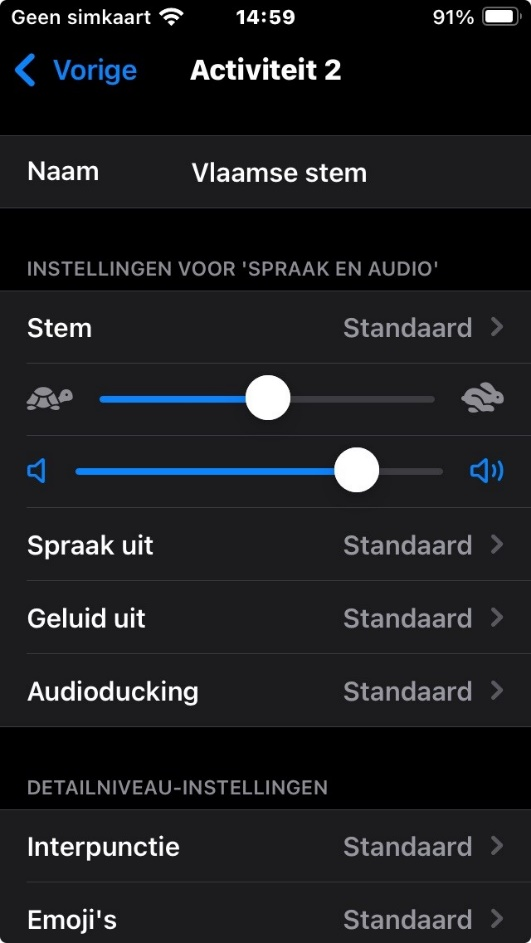 Geen simkaart 14:59 91%
Vorige Activiteit 2
Naam Vlaamse stem
INSTELLINGEN VOOR 'SPRAAK EN AUDIO'
Stem Standaard
Spraak uit Standaard
Geluid uit Standaard
Audioducking Standaard
DETAILNIVEAU-INSTELLINGEN
Interpunctie Standaard
Emoji's Standaard